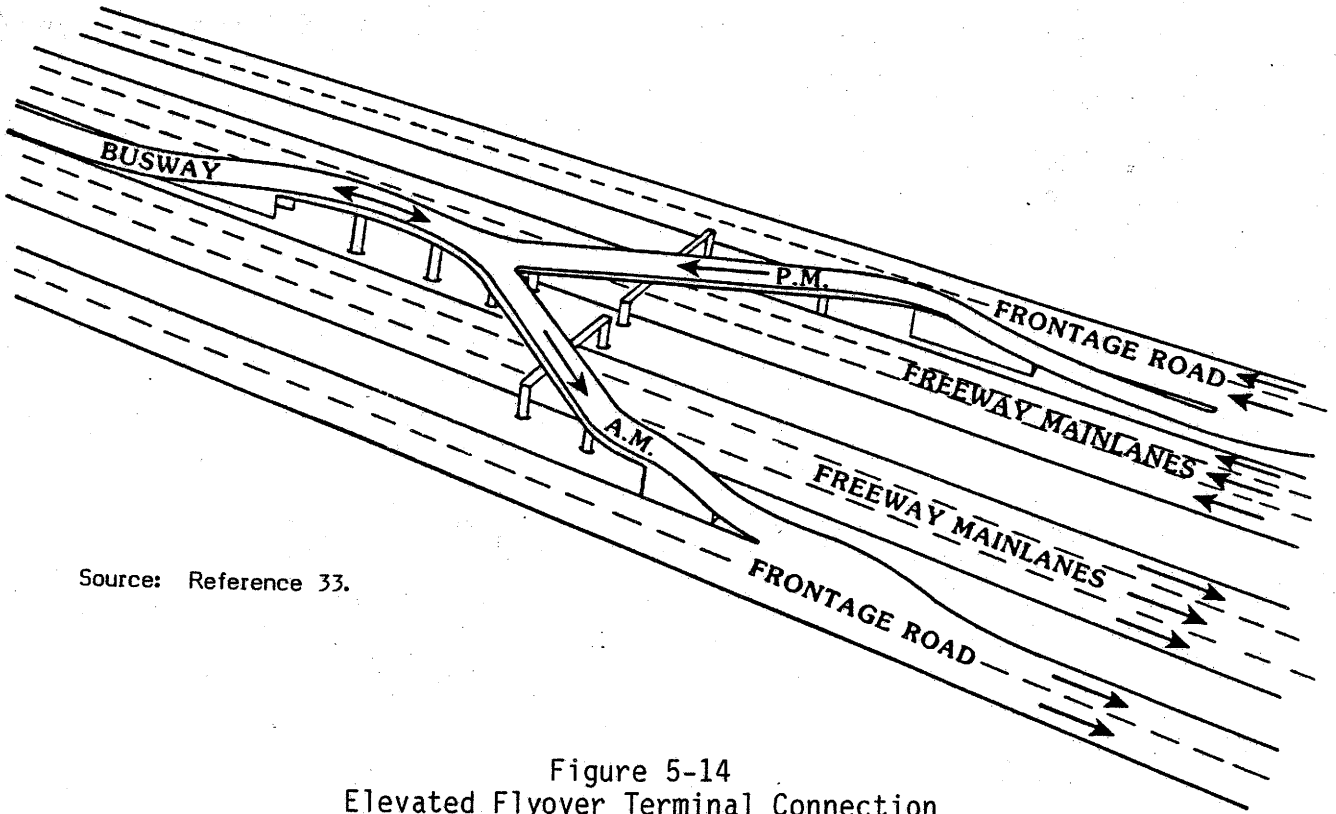 BUSWAY
P.M.
FRONTAGE ROAD
FREEWAY MAINLANES
A.M.
FREEWAY MAINLANES
FRONTAGE ROAD
Source: Reference 33.
Figure 5-14
Elevated Flyover Terminal Connection